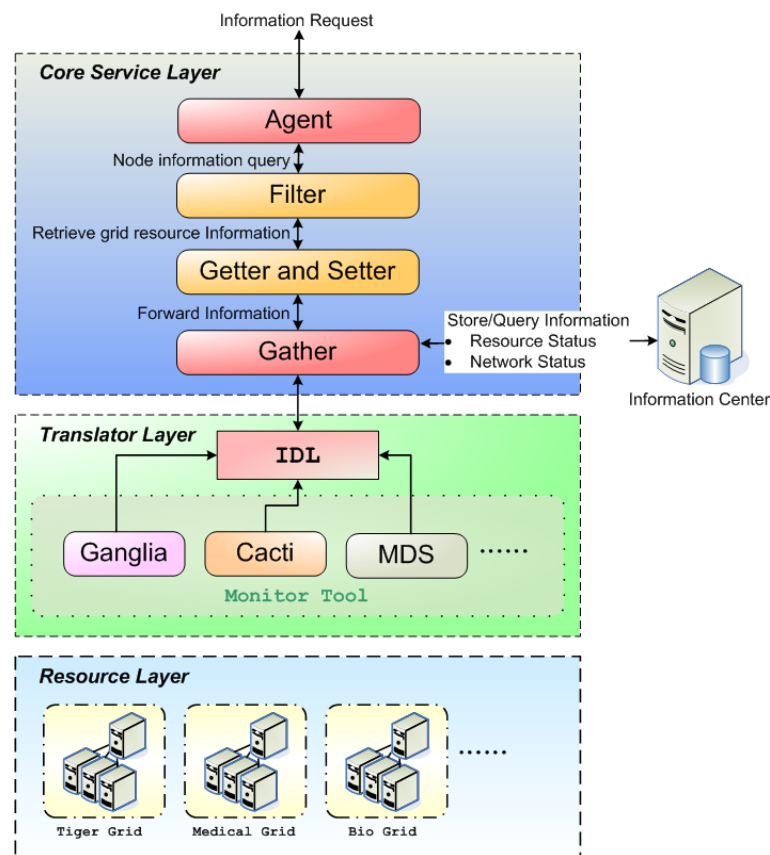 Information Request
Core Service Layer
Agent
Node information query
Filter
Retrieve grid resource Information
Getter and Setter
Forward Information
Gather
Store/Query Information
• Resource Status
• Network Status
Information Center
Translator Layer
IDL
Ganglia
Cacti
MDS
......
Monitor Tool
Resource Layer
......
Tiger Grid
Medical Grid
Bio Grid